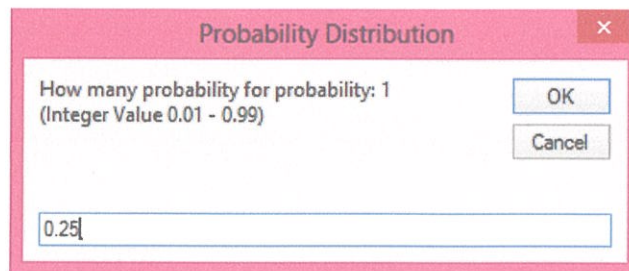 Probability Distribution
How many probability for probability: 1
(Integer Value 0.01 - 0.99)
OK
Cancel
0.25